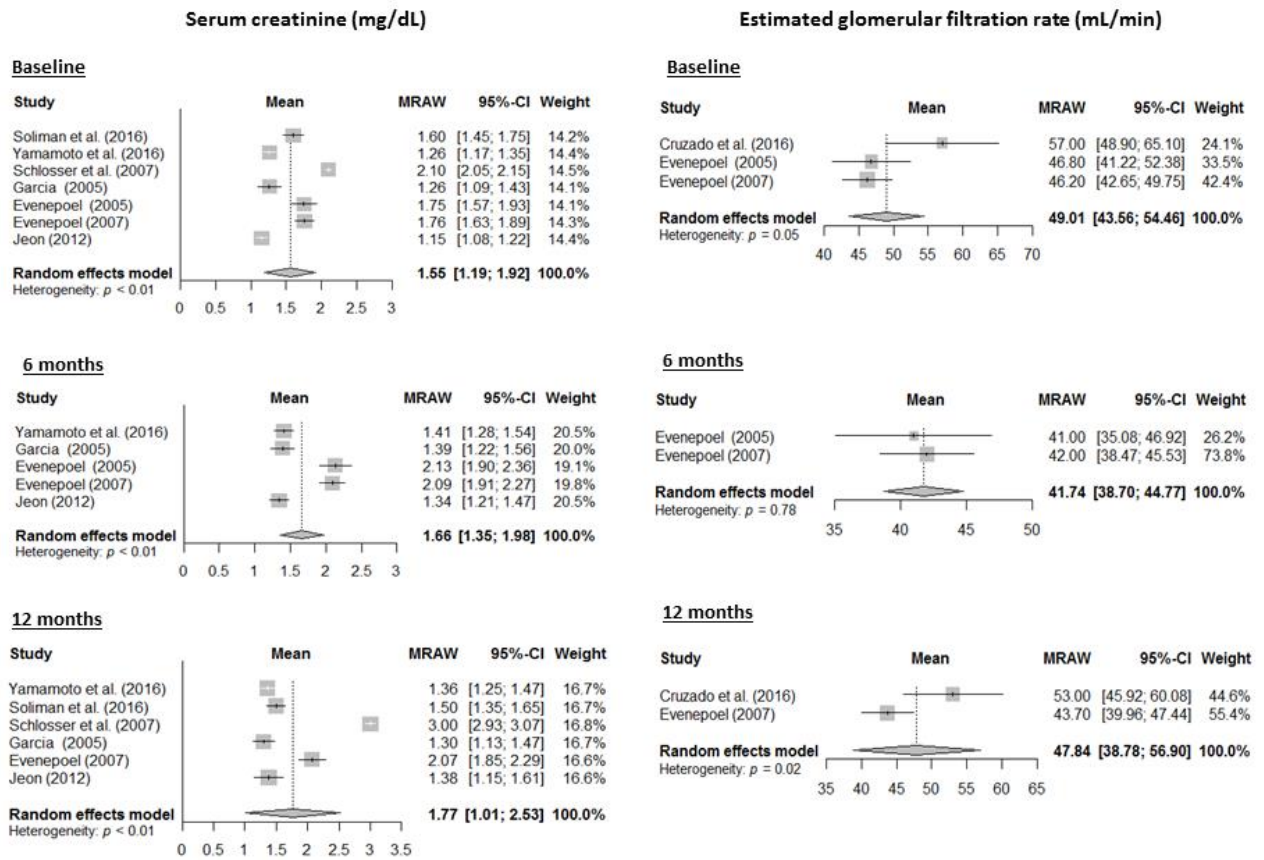 Serum creatinine (mg/dL)
Baseline
Study Mean MRAW 95%-CI Weight
Soliman et al. (2016) 1.60 [1.45; 1.75] 14.2%
Yamamoto et al. (2016) 1.26 [1.17; 1.35] 14.4%
Schlosser et al. (2007) 2.10 [2.05; 2.15] 14.5%
Garcia (2005) 1.26 [1.09; 1.43] 14.1%
Evenepoel (2005) 1.75 [1.57; 1.93] 14.1%
Evenepoel (2007) 1.76 [1.63; 1.89] 14.3%
Jeon (2012) 1.15 [1.08; 1.22] 14.4%
Random effects model 1.55 [1.19; 1.92] 100.0%
Heterogeneity: p < 0.01
0 0.5 1 1.5 2 2.5 3
6 months
Study Mean MRAW 95%-CI Weight
Yamamoto et al. (2016) 1.41 [1.28; 1.54] 20.5%
Garcia (2005) 1.39 [1.22; 1.56] 20.0%
Evenepoel (2005) 2.13 [1.90; 2.36] 19.1%
Evenepoel (2007) 2.09 [1.91; 2.27] 19.8%
Jeon (2012) 1.34 [1.21; 1.47] 20.5%
Random effects model 1.66 [1.35; 1.98] 100.0%
Heterogeneity: p < 0.01
0 0.5 1 1.5 2 2.5 3
12 months
Study Mean MRAW 95%-CI Weight
Yamamoto et al. (2016) 1.36 [1.25; 1.47] 16.7%
Soliman et al. (2016) 1.50 [1.35; 1.65] 16.7%
Schlosser et al. (2007) 3.00 [2.93; 3.07] 16.8%
Garcia (2005) 1.30 [1.13; 1.47] 16.7%
Evenepoel (2007) 2.07 [1.85; 2.29] 16.6%
Jeon (2012) 1.38 [1.15; 1.61] 16.6%
Random effects model 1.77 [1.01; 2.53] 100.0%
Heterogeneity: p < 0.01
0 0.5 1 1.5 2 2.5 3 3.5
Estimated glomerular filtration rate (mL/min)
Baseline
Study Mean MRAW 95%-CI Weight
Cruzado et al. (2016) 57.00 [48.90; 65.10] 24.1%
Evenepoel (2005) 46.80 [41.22; 52.38] 33.5%
Evenepoel (2007) 46.20 [42.65; 49.75] 42.4%
Random effects model 49.01 [43.56; 54.46] 100.0%
Heterogeneity: p = 0.05
40 45 50 55 60 65 70
6 months
Study Mean MRAW 95%-CI Weight
Evenepoel (2005) 41.00 [35.08; 46.92] 26.2%
Evenepoel (2007) 42.00 [38.47; 45.53] 73.8%
Random effects model 41.74 [38.70; 44.77] 100.0%
Heterogeneity: p = 0.78
35 40 45 50
12 months
Study Mean MRAW 95%-CI Weight
Cruzado et al. (2016) 53.00 [45.92; 60.08] 44.6%
Evenepoel (2007) 43.70 [39.96; 47.44] 55.4%
Random effects model 47.84 [38.78; 56.90] 100.0%
Heterogeneity: p = 0.02
35 40 45 50 55 60 65